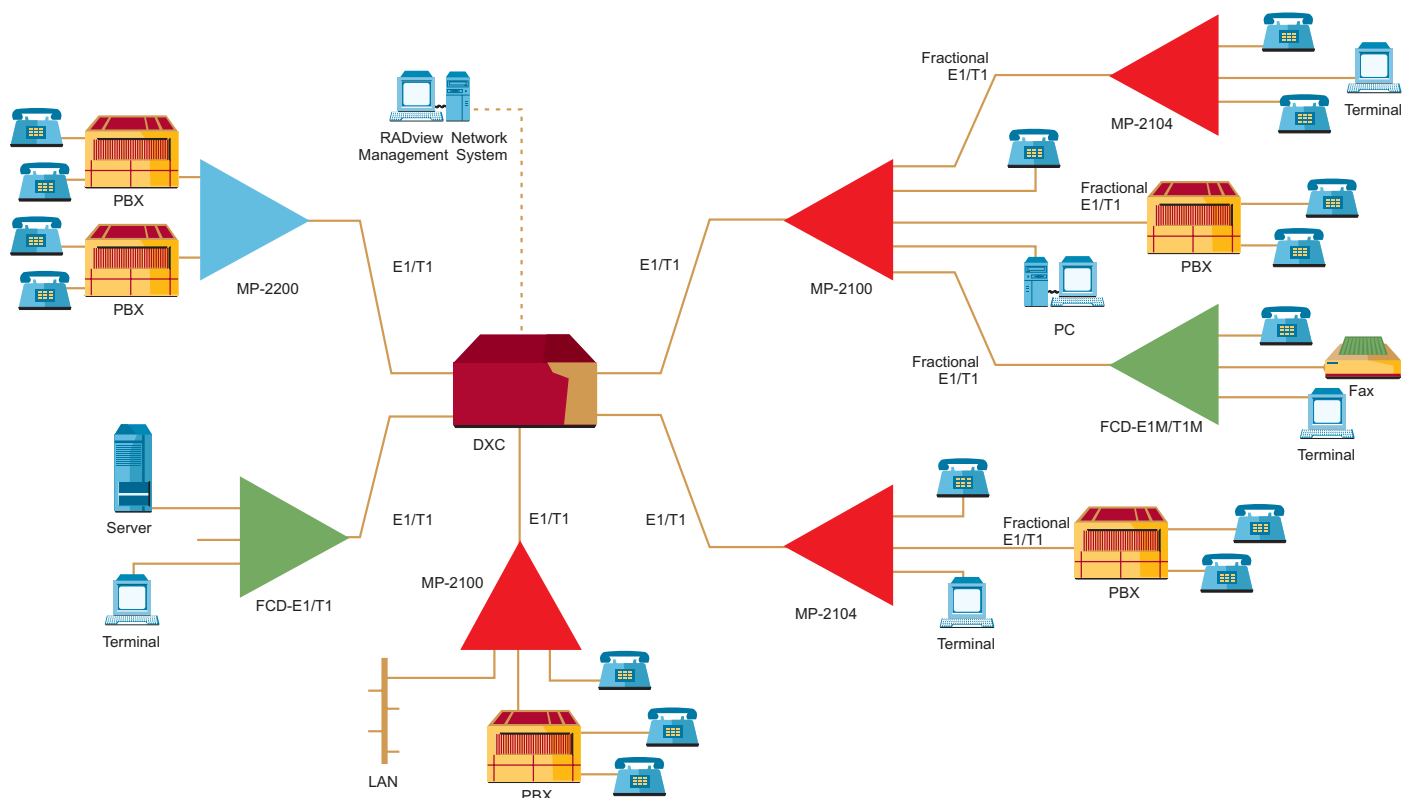 Fractional
E1/T1
MP-2104
Terminal
RADview Network
Management System
PBX
PBX
MP-2200
E1/T1
E1/T1
MP-2100
Fractional
E1/T1
PBX
PC
Fractional
E1/T1
Fax
FCD-E1M/T1M
Terminal
DXC
Server
E1/T1
E1/T1
E1/T1
Fractional
E1/T1
MP-2100
FCD-E1/T1
MP-2104
PBX
Terminal
Terminal
LAN
PBX